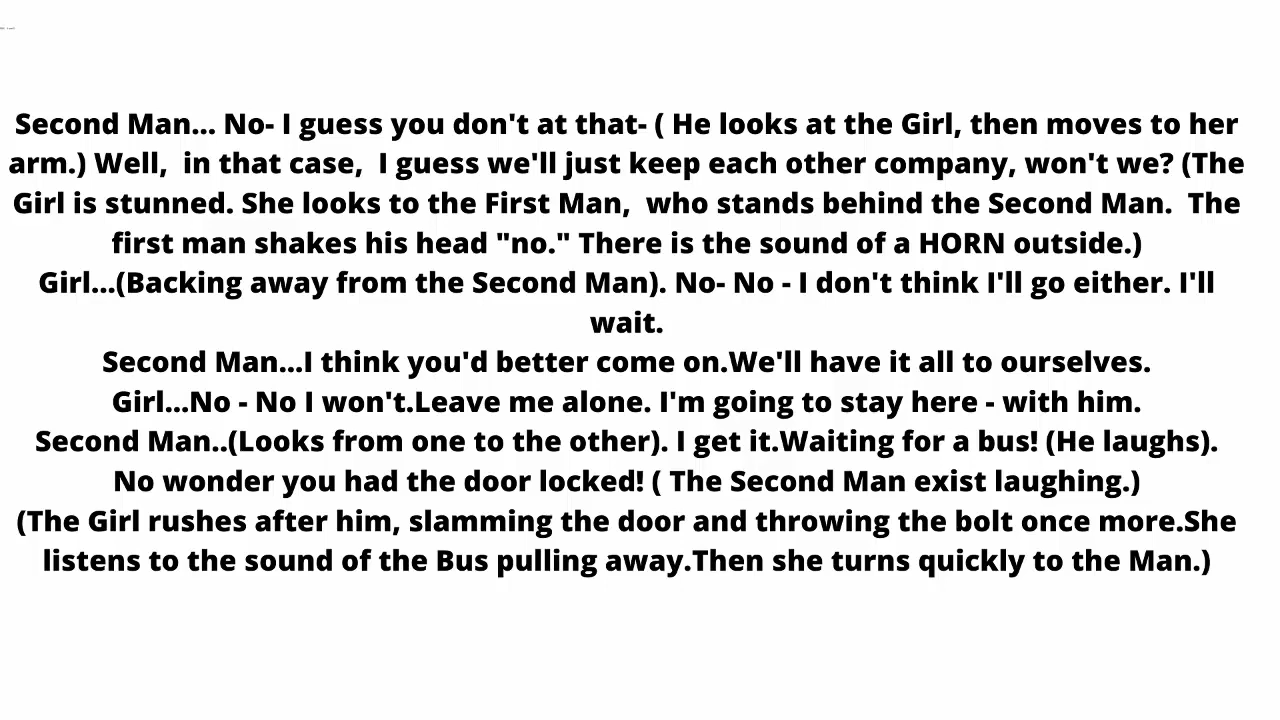 Second Man... No- I guess you don't at that- ( He looks at the Girl, then moves to her
arm.) Well,  in that case,  I guess we'll just keep each other company, won't we? (The
Girl is stunned. She looks to the First Man,  who stands behind the Second Man.  The
first man shakes his head "no." There is the sound of a HORN outside.)
Girl...(Backing away from the Second Man). No- No - I don't think I'll go either. I'll
wait.
Second Man...I think you'd better come on.We'll have it all to ourselves.
Girl...No - No I won't.Leave me alone. I'm going to stay here - with him.
Second Man..(Looks from one to the other). I get it.Waiting for a bus! (He laughs).
No wonder you had the door locked! ( The Second Man exist laughing.)
(The Girl rushes after him, slamming the door and throwing the bolt once more.She
listens to the sound of the Bus pulling away.Then she turns quickly to the Man.)